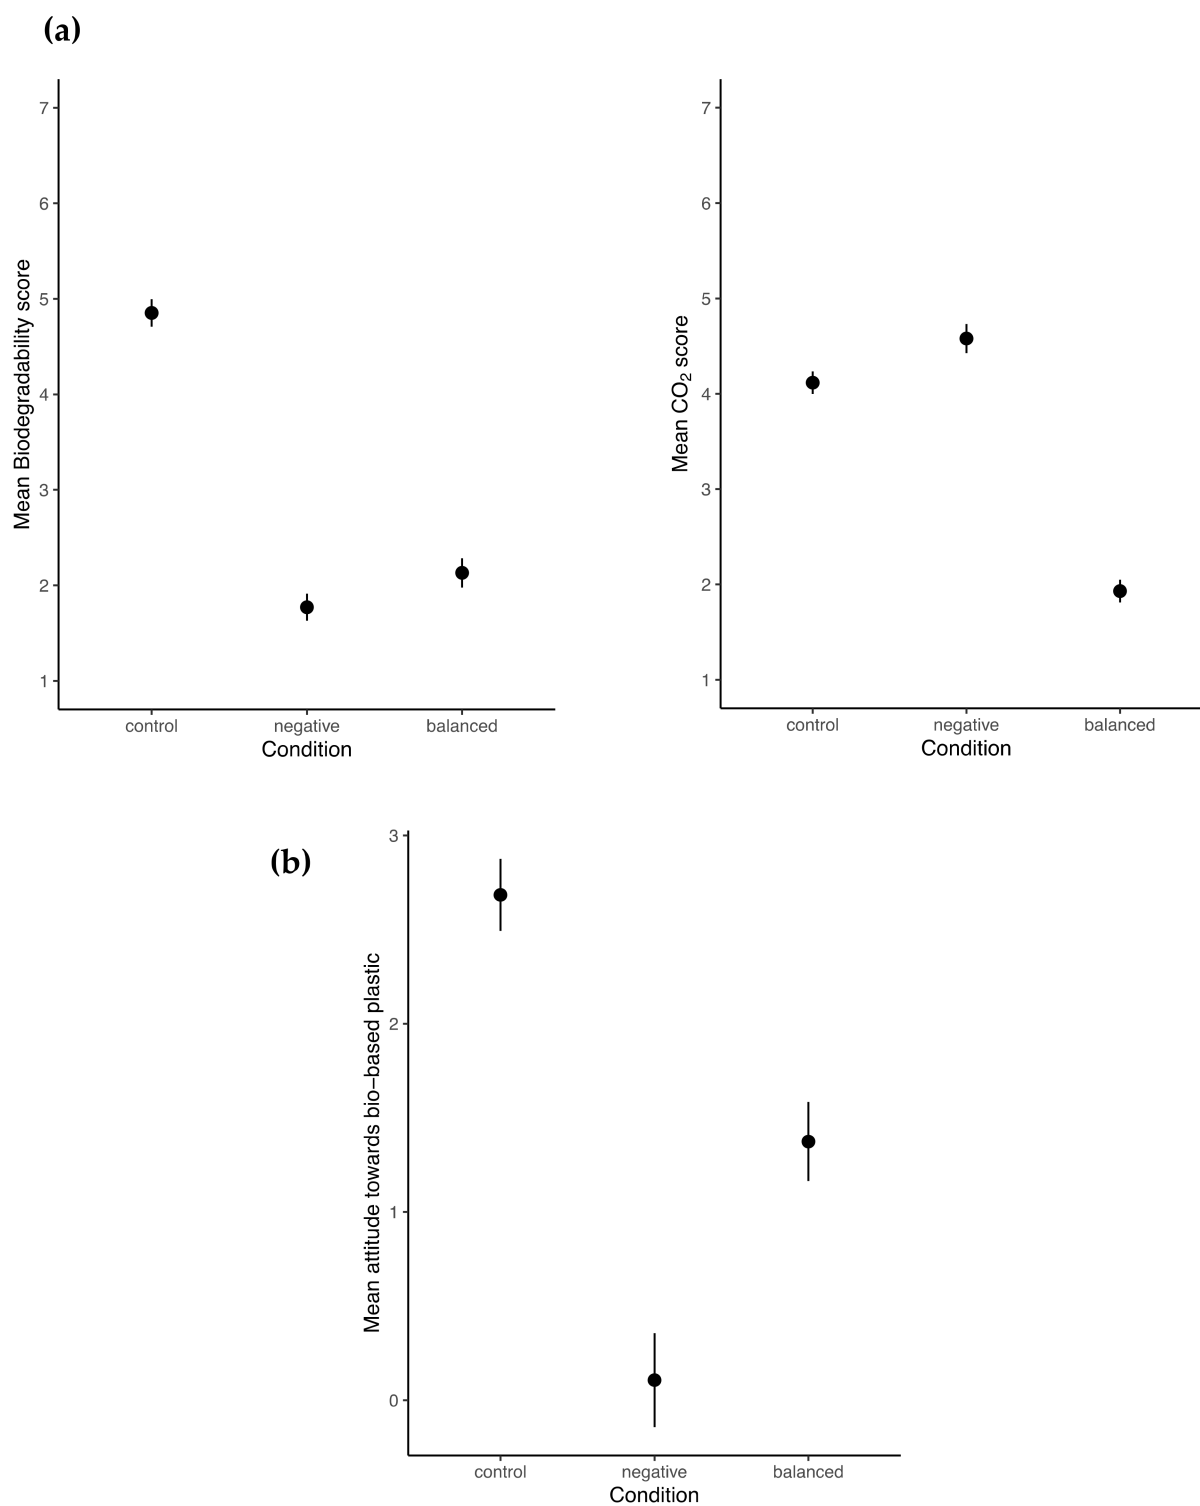 (a)
Mean Biodegradability score
7
6
5
4
3
2
1
control negative balanced
Condition
Mean CO₂ score
7
6
5
4
3
2
1
control negative balanced
Condition
(b)
Mean attitude towards bio−based plastic
3
2
1
0
control negative balanced
Condition